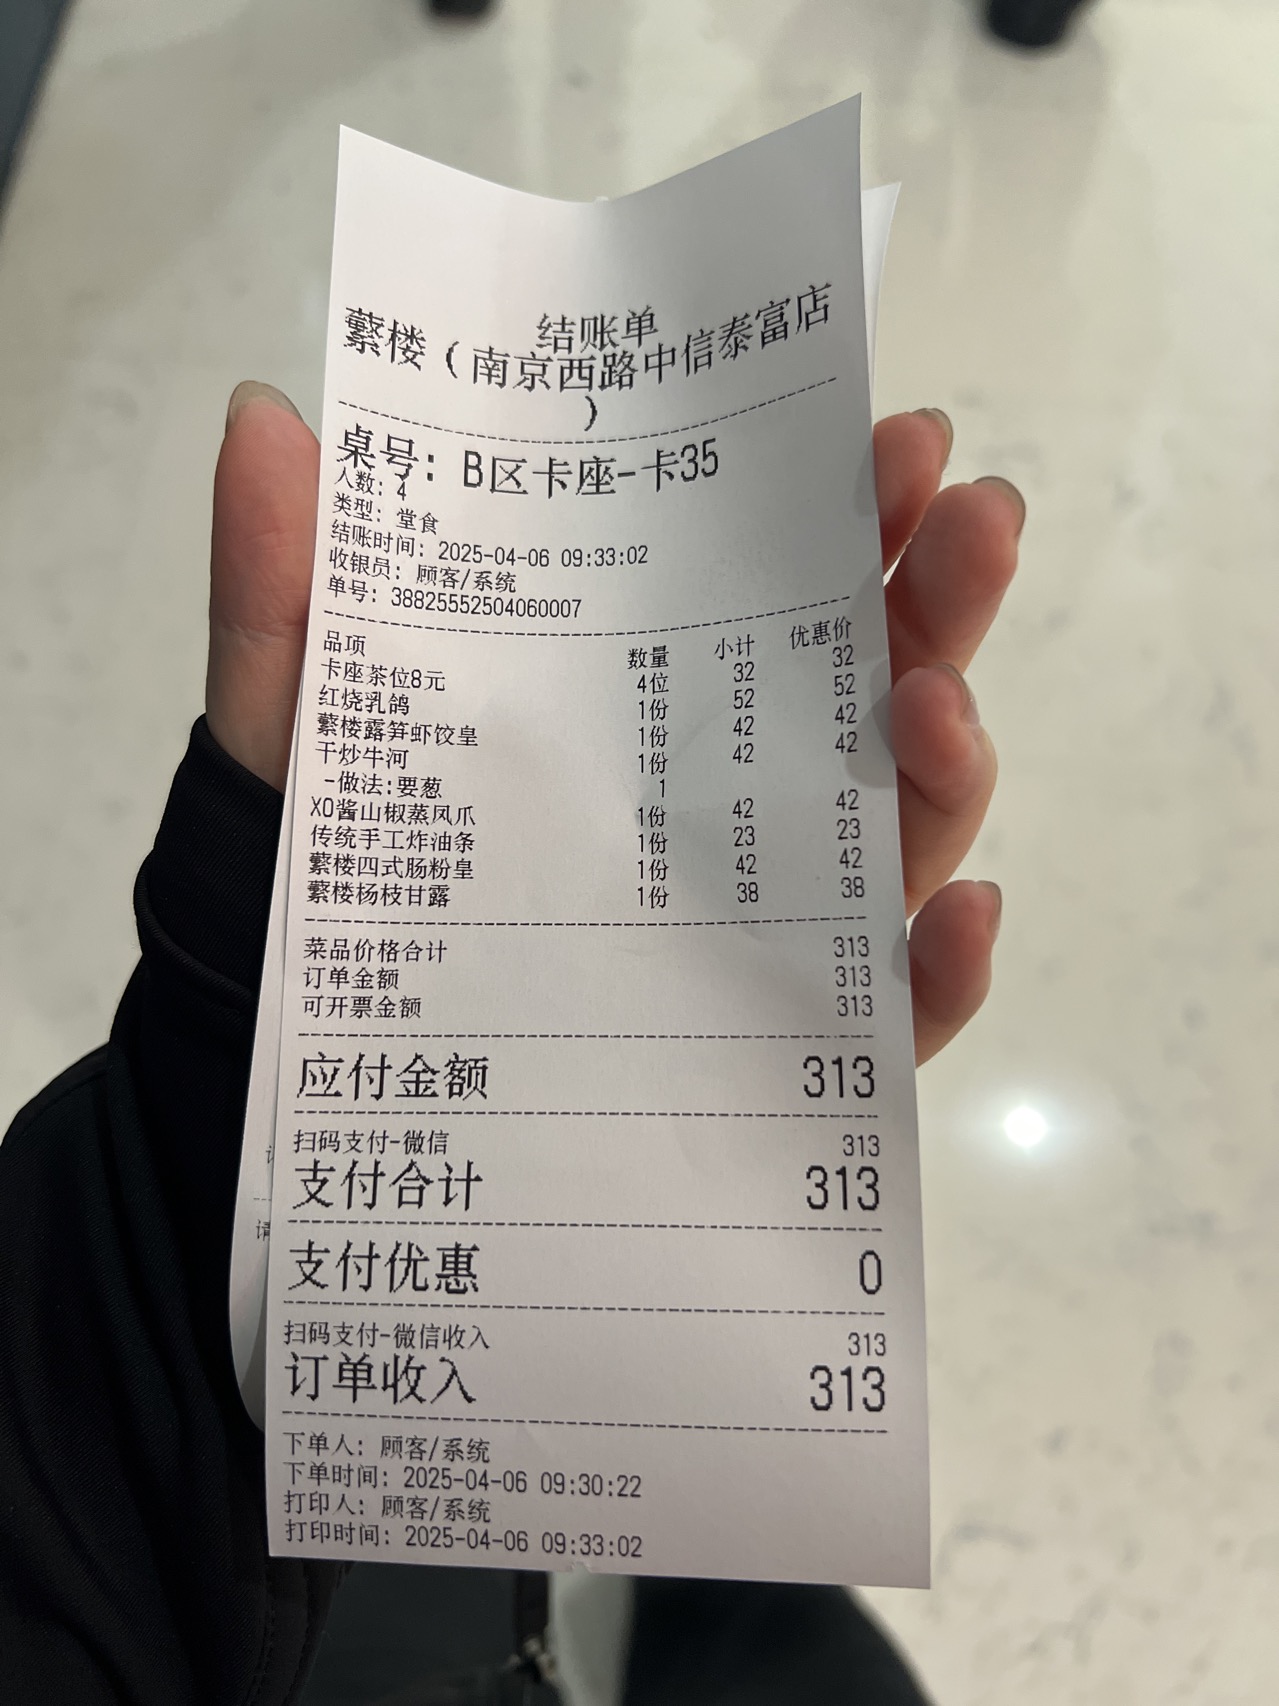 结账单
蘩楼（南京西路中信泰富店
）
桌号：B区卡座-卡35
人数：4
类型：堂食
结账时间：2025-04-06 09:33:02
收银员：顾客/系统
单号：38825552504060007
品项 数量 小计 优惠价
卡座茶位8元 4位 32 32
红烧乳鸽 1份 52 52
蘩楼露笋虾饺皇 1份 42 42
干炒牛河 1份 42 42
-做法:要葱 1
XO酱山椒蒸凤爪 1份 42 42
传统手工炸油条 1份 23 23
蘩楼四式肠粉皇 1份 42 42
蘩楼杨枝甘露 1份 38 38
菜品价格合计 313
订单金额 313
可开票金额 313
应付金额 313
扫码支付-微信 313
支付合计 313
支付优惠 0
扫码支付-微信收入 313
订单收入 313
下单人：顾客/系统
下单时间：2025-04-06 09:30:22
打印人：顾客/系统
打印时间：2025-04-06 09:33:02
请